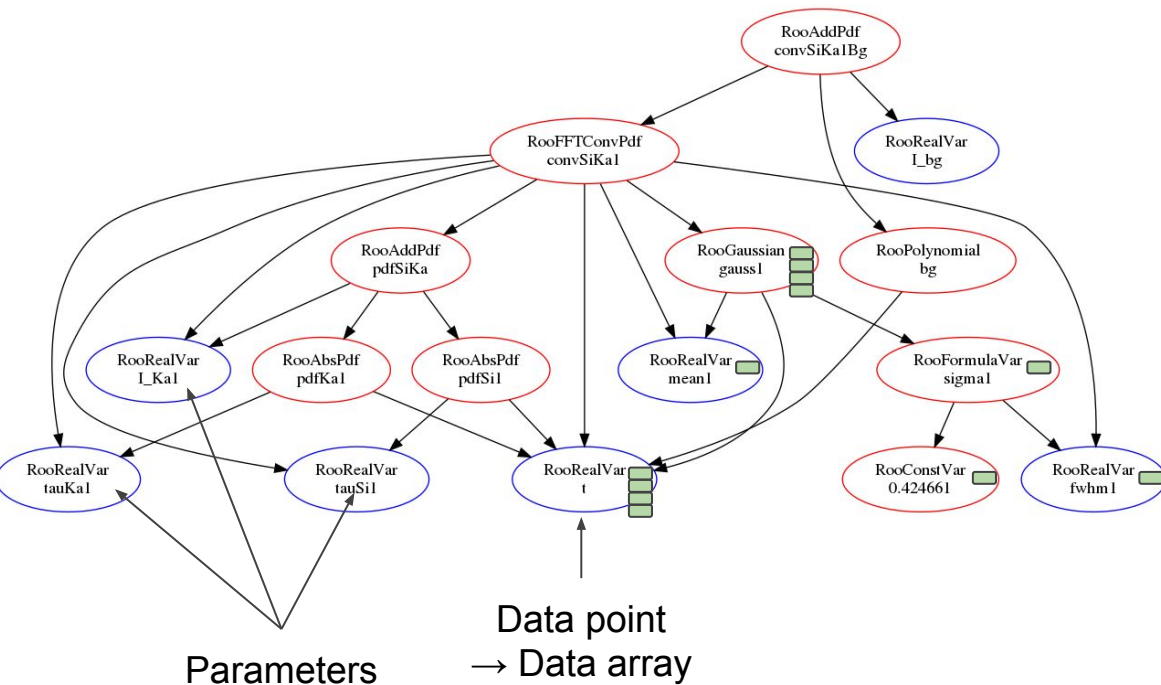 RooAddPdf
convSiKa1Bg
RooFFTConvPdf
convSiKa1
RooRealVar
I_bg
RooAddPdf
pdfSiKa
RooGaussian
gauss1
RooPolynomial
bg
RooRealVar
I_Ka1
RooAbsPdf
pdfKa1
RooAbsPdf
pdfSi1
RooRealVar
mean1
RooFormulaVar
sigma1
RooRealVar
tauKa1
RooRealVar
tauSi1
RooRealVar
t
RooConstVar
0.424661
RooRealVar
fwhm1
Parameters
Data point
→ Data array